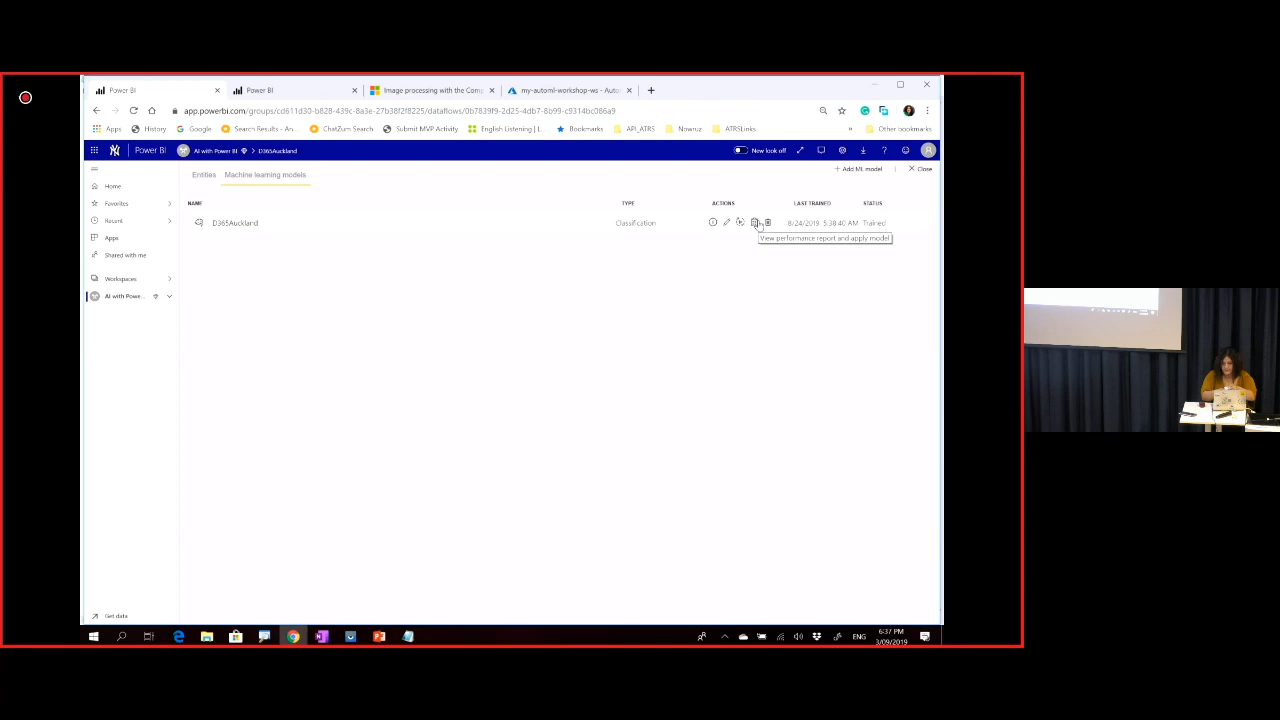 Power BI
Power BI
Image processing with the Comp
my-automl-workshop-ws - Auto
app.powerbi.com/groups/cd611d30-b828-439c-8a3e-27b38f2f8225/dataflows/0b7839f9-2d25-4db7-8b99-c9314bc086a9
Apps
History
Google
Search Results - An...
ChatZum Search
Submit MVP Activity
English Listening | L...
Bookmarks
API_ATRS
Nowruz
ATRSLinks
»
Other bookmarks
Power BI
AI with Power BI
D365Auckland
New look off
Entities
Machine learning models
Add ML model
Close
NAME
TYPE
ACTIONS
LAST TRAINED
STATUS
D365Auckland
Classification
8/24/2019, 5:38:40 AM
Trained
View performance report and apply model
Home
Favorites
Recent
Apps
Shared with me
Workspaces
AI with Powe...
Get data
ENG
6:37 PM
3/09/2019